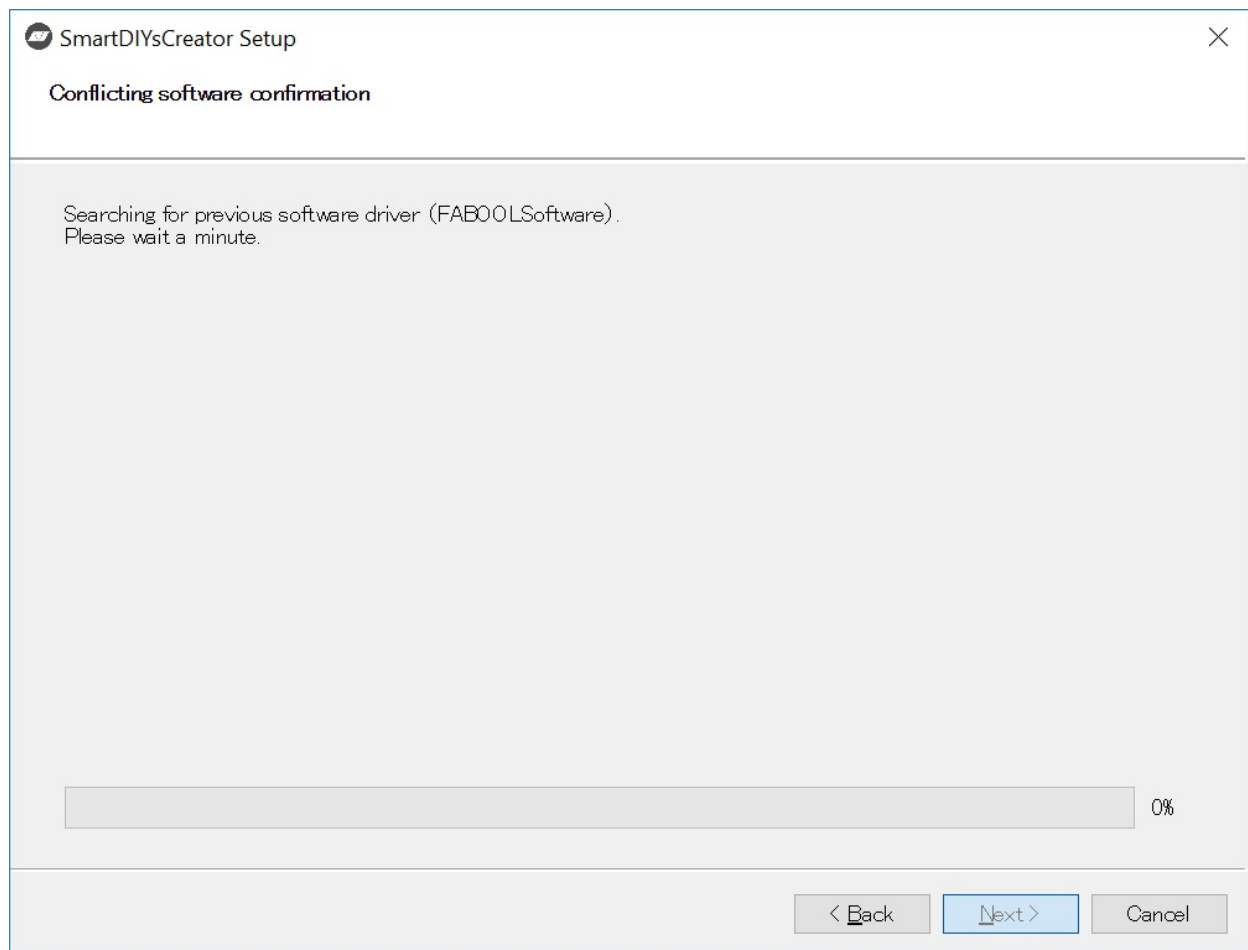 SmartDIYsCreator Setup
Conflicting software confirmation
Searching for previous software driver (FABOOLSoftware).
Please wait a minute.
0%
< Back
Next >
Cancel